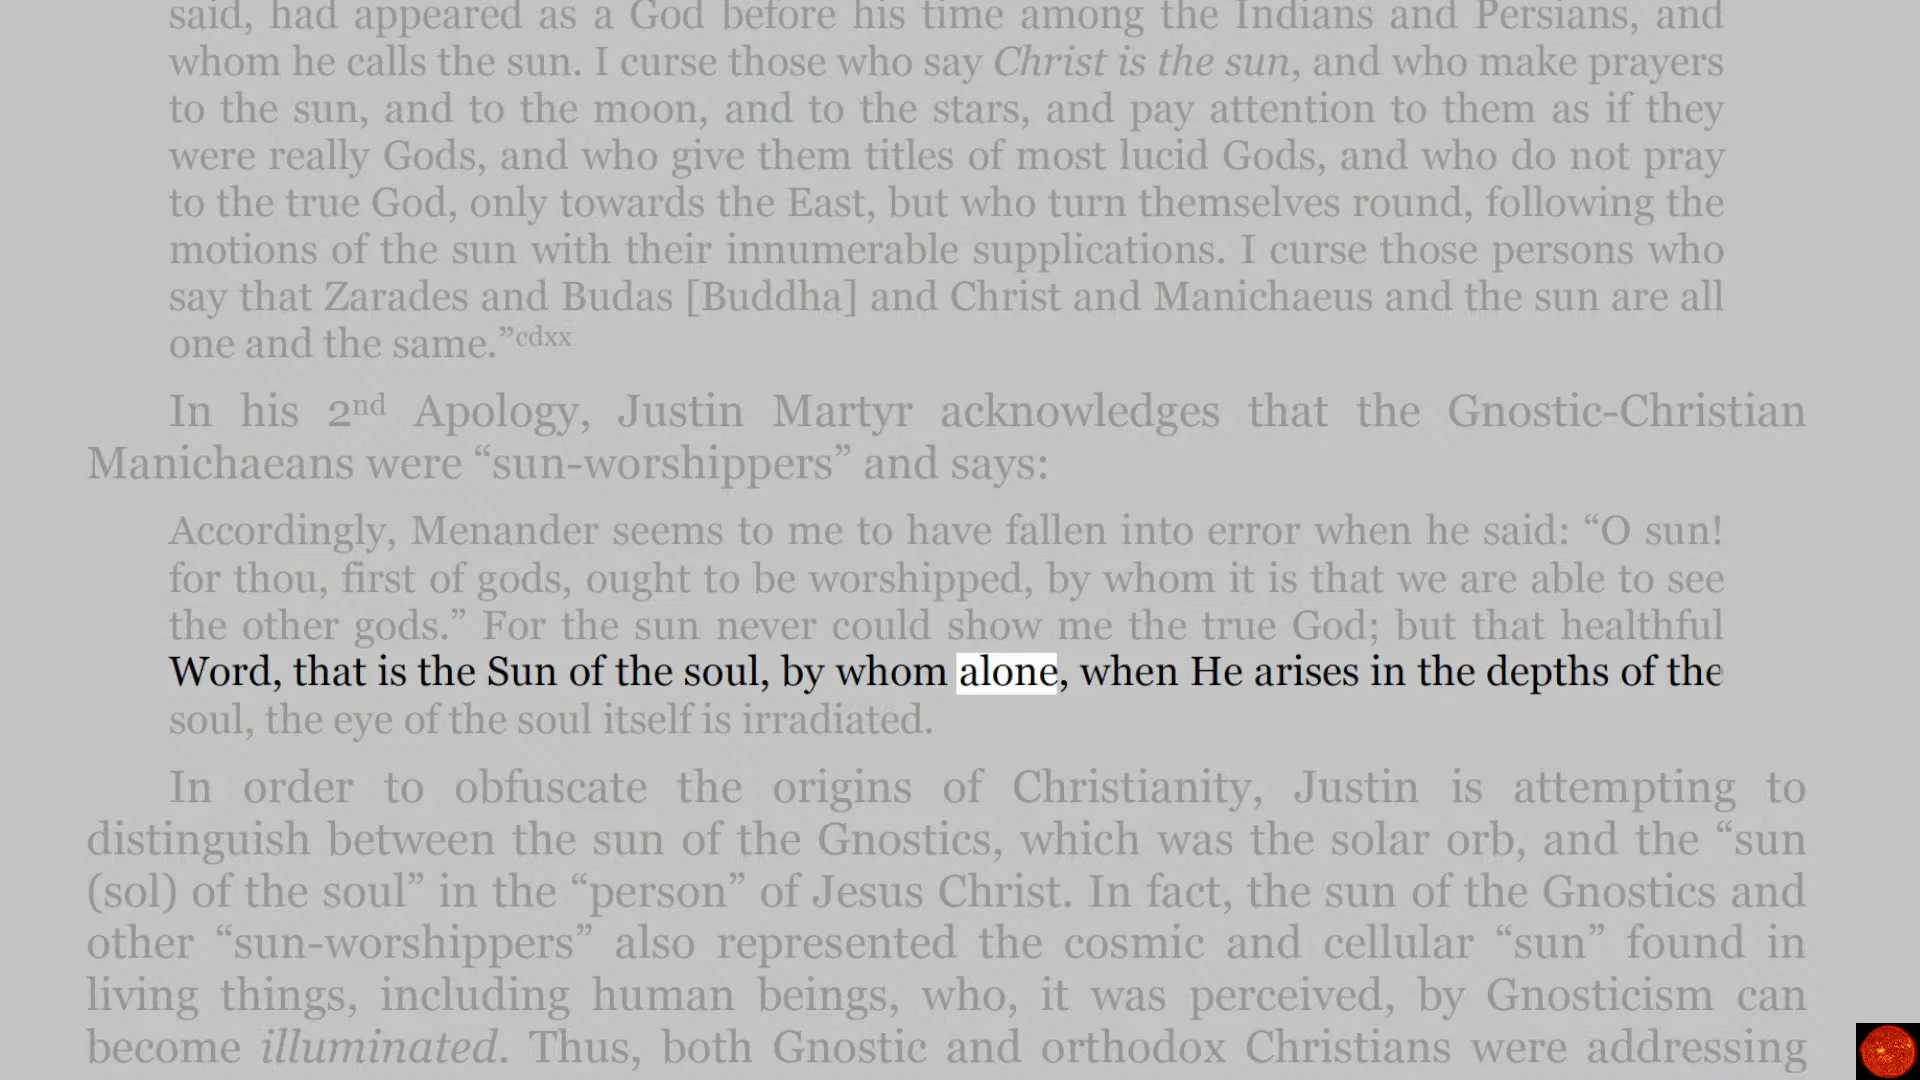 said, had appeared as a God before his time among the Indians and Persians, and
whom he calls the sun. I curse those who say Christ is the sun, and who make prayers
to the sun, and to the moon, and to the stars, and pay attention to them as if they
were really Gods, and who give them titles of most lucid Gods, and who do not pray
to the true God, only towards the East, but who turn themselves round, following the
motions of the sun with their innumerable supplications. I curse those persons who
say that Zarades and Budas [Buddha] and Christ and Manichaeus and the sun are all
one and the same.”cdxx
In his 2nd Apology, Justin Martyr acknowledges that the Gnostic-Christian
Manichaeans were “sun-worshippers” and says:
Accordingly, Menander seems to me to have fallen into error when he said: “O sun!
for thou, first of gods, ought to be worshipped, by whom it is that we are able to see
the other gods.” For the sun never could show me the true God; but that healthful
Word, that is the Sun of the soul, by whom alone, when He arises in the depths of the
soul, the eye of the soul itself is irradiated.
In order to obfuscate the origins of Christianity, Justin is attempting to
distinguish between the sun of the Gnostics, which was the solar orb, and the “sun
(sol) of the soul” in the “person” of Jesus Christ. In fact, the sun of the Gnostics and
other “sun-worshippers” also represented the cosmic and cellular “sun” found in
living things, including human beings, who, it was perceived, by Gnosticism can
become illuminated. Thus, both Gnostic and orthodox Christians were addressing